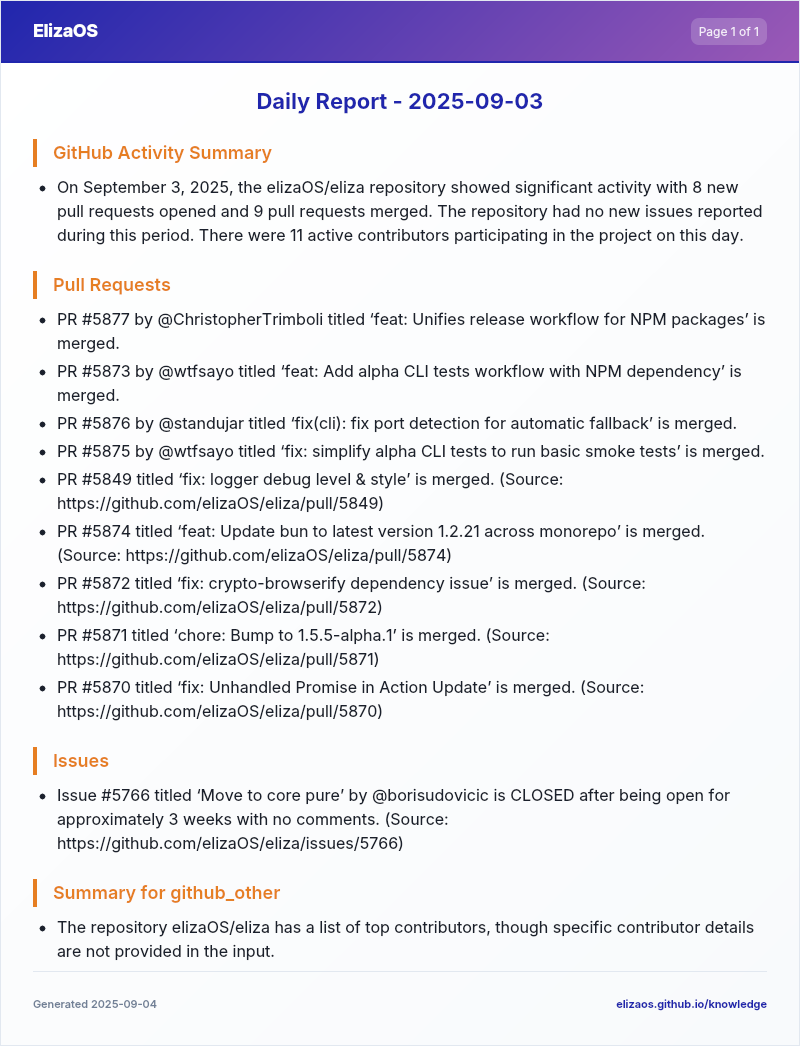 ElizaOS
Page 1 of 1
Daily Report - 2025-09-03
GitHub Activity Summary
• On September 3, 2025, the elizaOS/eliza repository showed significant activity with 8 new
pull requests opened and 9 pull requests merged. The repository had no new issues reported
during this period. There were 11 active contributors participating in the project on this day.
Pull Requests
• PR #5877 by @ChristopherTrimboli titled ‘feat: Unifies release workflow for NPM packages’ is
merged.
• PR #5873 by @wtfsayo titled ‘feat: Add alpha CLI tests workflow with NPM dependency’ is
merged.
• PR #5876 by @standujar titled ‘fix(cli): fix port detection for automatic fallback’ is merged.
• PR #5875 by @wtfsayo titled ‘fix: simplify alpha CLI tests to run basic smoke tests’ is merged.
• PR #5849 titled ‘fix: logger debug level & style’ is merged. (Source:
https://github.com/elizaOS/eliza/pull/5849)
• PR #5874 titled ‘feat: Update bun to latest version 1.2.21 across monorepo’ is merged.
(Source: https://github.com/elizaOS/eliza/pull/5874)
• PR #5872 titled ‘fix: crypto-browserify dependency issue’ is merged. (Source:
https://github.com/elizaOS/eliza/pull/5872)
• PR #5871 titled ‘chore: Bump to 1.5.5-alpha.1’ is merged. (Source:
https://github.com/elizaOS/eliza/pull/5871)
• PR #5870 titled ‘fix: Unhandled Promise in Action Update’ is merged. (Source:
https://github.com/elizaOS/eliza/pull/5870)
Issues
• Issue #5766 titled ‘Move to core pure’ by @borisudovicic is CLOSED after being open for
approximately 3 weeks with no comments. (Source:
https://github.com/elizaOS/eliza/issues/5766)
Summary for github_other
• The repository elizaOS/eliza has a list of top contributors, though specific contributor details
are not provided in the input.
Generated 2025-09-04
elizaos.github.io/knowledge